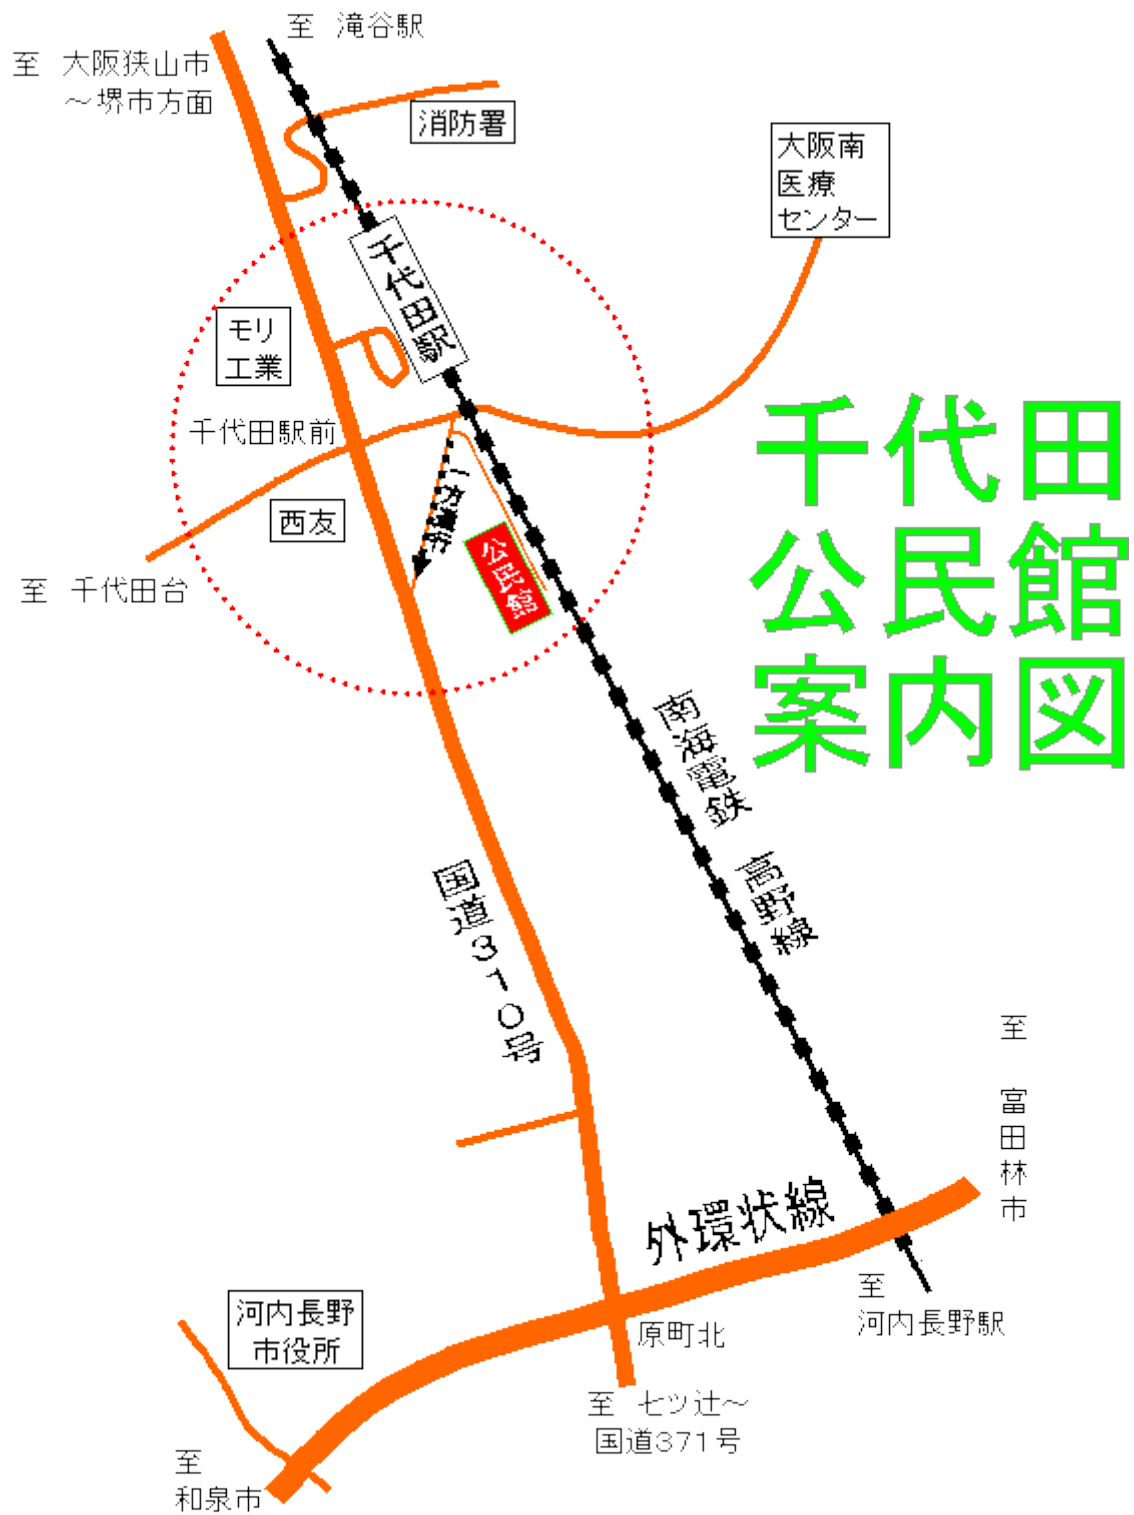 至 滝谷駅
至 大阪狭山市
～堺市方面
消防署
大阪南
医療
センター
千代田駅
モリ
工業
千代田駅前
千代田
公民館
案内図
一方通行
西友
公民館
至 千代田台
南海電鉄 高野線
国道310号
至 富田林市
外環状線
至
河内長野駅
河内長野
市役所
原町北
至 七ツ辻～
国道371号
至
和泉市